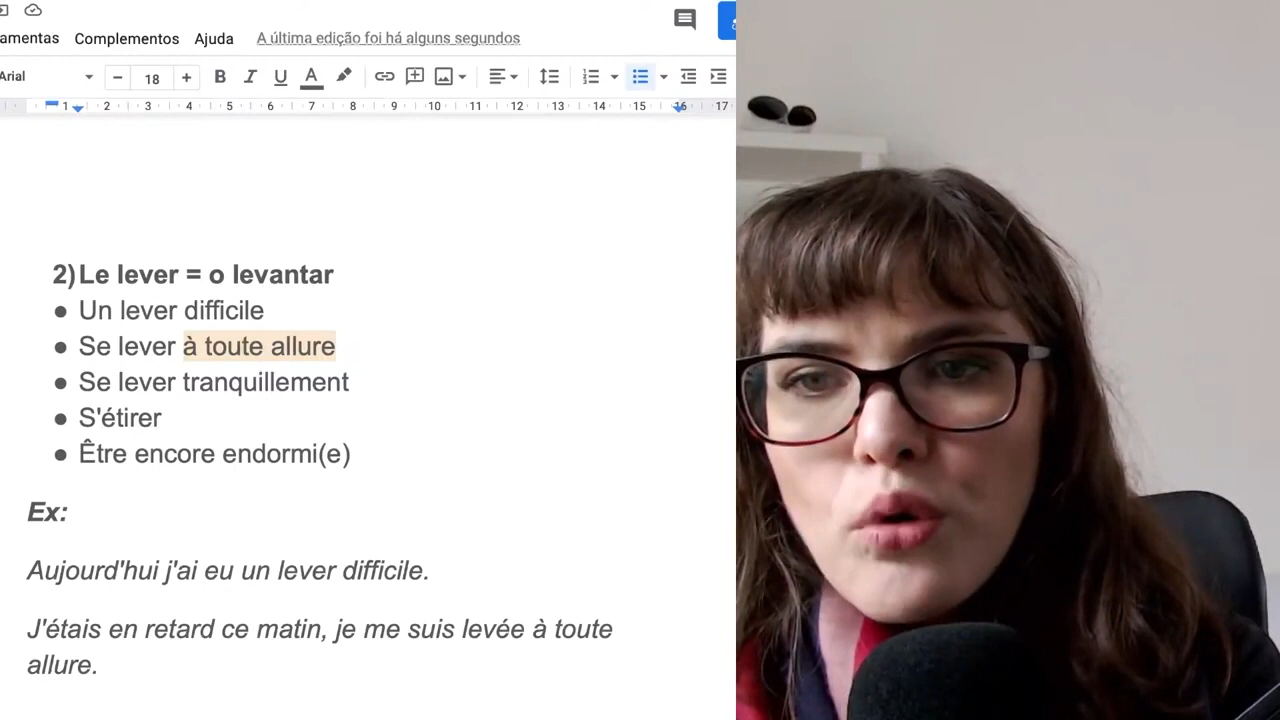 amentas Complementos Ajuda A última edição foi há alguns segundos
Arial 18 B I U A
1 2 3 4 5 6 7 8 9 10 11 12 13 14 15 16 17
2) Le lever = o levantar
● Un lever difficile
● Se lever à toute allure
● Se lever tranquillement
● S'étirer
● Être encore endormi(e)
Ex:
Aujourd'hui j'ai eu un lever difficile.
J'étais en retard ce matin, je me suis levée à toute
allure.